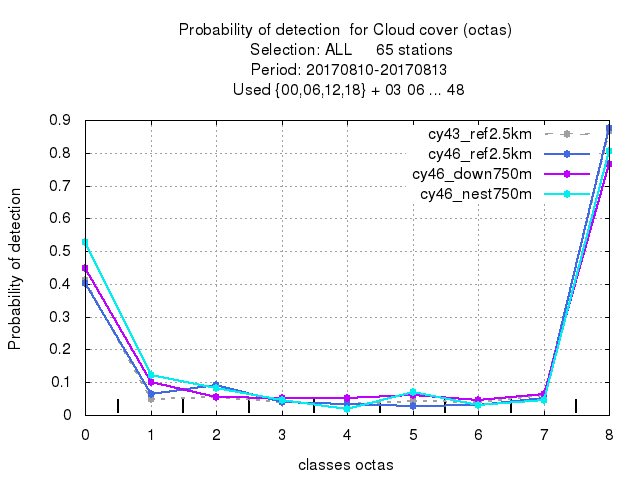 Probability of detection  for Cloud cover (octas)
Selection: ALL     65 stations
Period: 20170810-20170813
Used {00,06,12,18} + 03 06 ... 48
cy43_ref2.5km
cy46_ref2.5km
cy46_down750m
cy46_nest750m
Probability of detection
0.9
0.8
0.7
0.6
0.5
0.4
0.3
0.2
0.1
0
0 1 2 3 4 5 6 7 8
classes octas